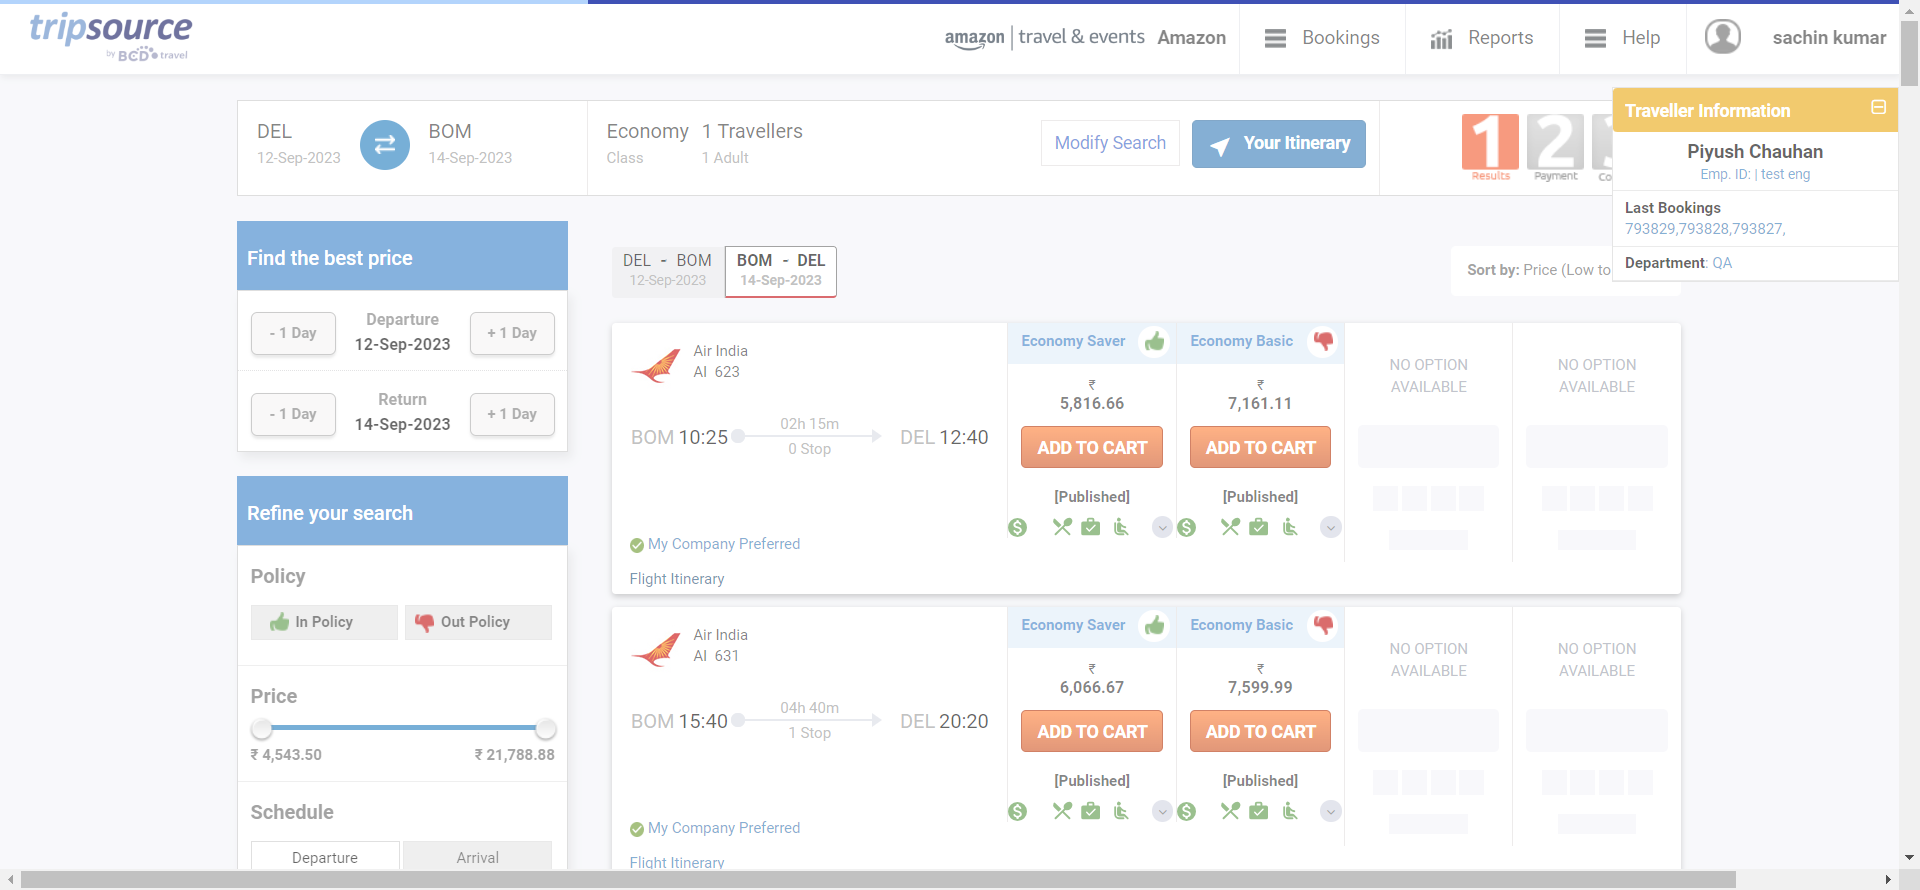 tripsource
by BCD travel
amazon | travel & events Amazon
Bookings
Reports
Help
sachin kumar
DEL
12-Sep-2023
BOM
14-Sep-2023
Economy
Class
1 Travellers
1 Adult
Modify Search
Your Itinerary
1
Results
2
Payment
Co
Traveller Information
Piyush Chauhan
Emp. ID: | test eng
Last Bookings
793829,793828,793827,
Department: QA
Find the best price
- 1 Day
Departure
12-Sep-2023
+ 1 Day
- 1 Day
Return
14-Sep-2023
+ 1 Day
Refine your search
Policy
In Policy
Out Policy
Price
₹ 4,543.50
₹ 21,788.88
Schedule
Departure
Arrival
DEL - BOM
12-Sep-2023
BOM - DEL
14-Sep-2023
Sort by: Price (Low to
Air India
AI 623
BOM 10:25
02h 15m
0 Stop
DEL 12:40
My Company Preferred
Flight Itinerary
Economy Saver
₹
5,816.66
ADD TO CART
[Published]
Economy Basic
₹
7,161.11
ADD TO CART
[Published]
NO OPTION
AVAILABLE
NO OPTION
AVAILABLE
Air India
AI 631
BOM 15:40
04h 40m
1 Stop
DEL 20:20
My Company Preferred
Flight Itinerary
Economy Saver
₹
6,066.67
ADD TO CART
[Published]
Economy Basic
₹
7,599.99
ADD TO CART
[Published]
NO OPTION
AVAILABLE
NO OPTION
AVAILABLE